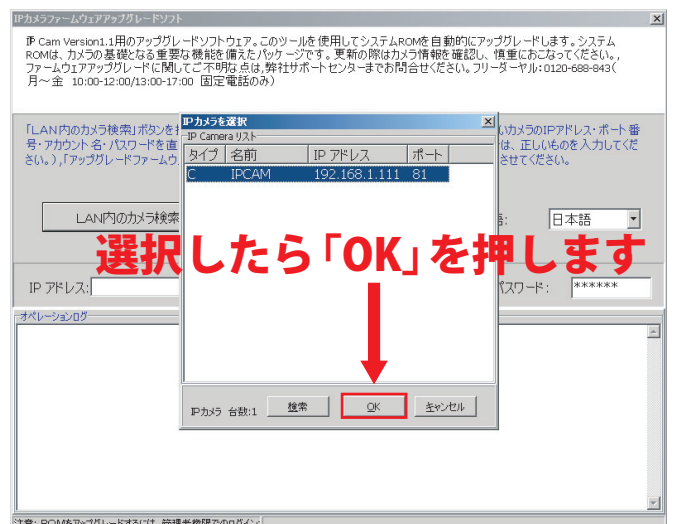 IPカメラファームウェアアップグレードソフト
IP Cam Version1.1用のアップグレードソフトウェア。このツールを使用してシステムROMを自動的にアップグレードします。システム
ROMは、カメラの基礎となる重要な機能を備えたパッケージです。更新の際はカメラ情報を確認し、慎重におこなってください。,
ファームウェアアップグレードに関してご不明な点は,弊社サポートセンターまでお問合せください。フリーダーヤル:0120-688-843(
月～金 10:00-12:00/13:00-17:00 固定電話のみ)
「LAN内のカメラ検索」ボタンを
いカメラのIPアドレス・ポート番
号・アカウント名・パスワードを直
は、正しいものを入力してくだ
さい。),「アップグレードファームウ
させてください。
IPカメラを選択
IP Camera リスト
タイプ 名前 IP アドレス ポート
C IPCAM 192.168.1.111 81
LAN内のカメラ検索
日本語
選択したら「OK」を押します
IP アドレス:
パスワード: ******
オペレーションログ
IPカメラ 台数:1 検索 OK キャンセル
注意: ROMをアップグレードするには、管理者権限でのログイン